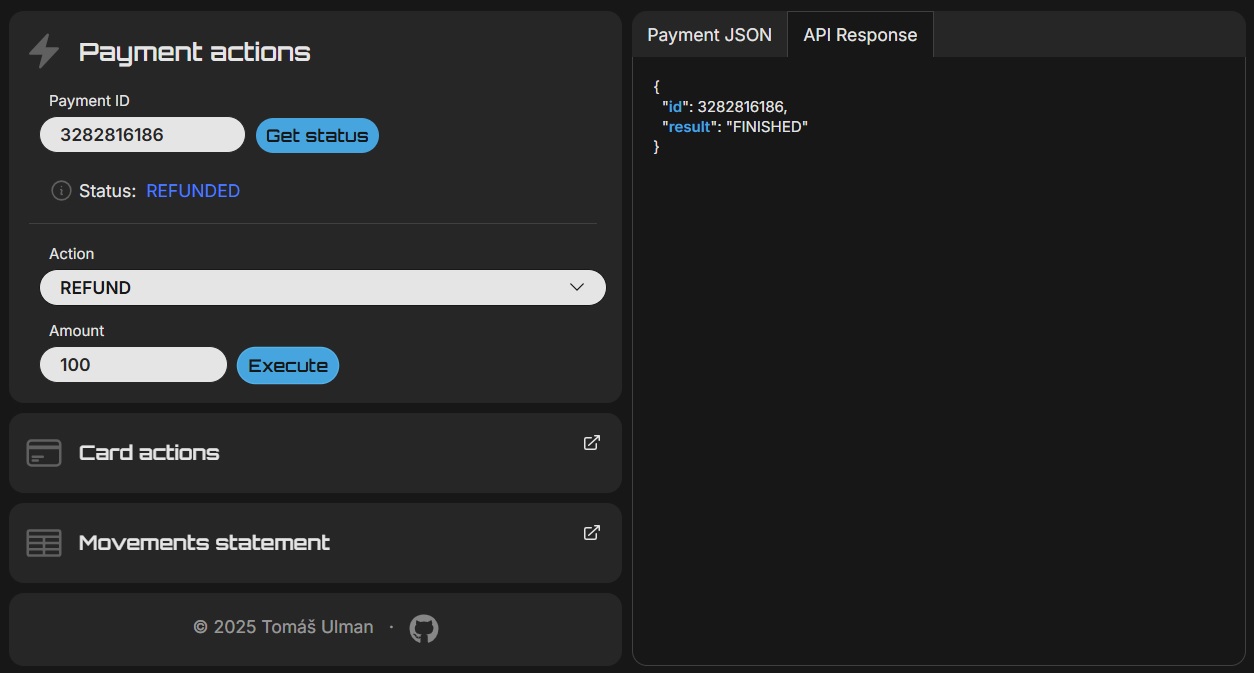 Payment actions
Payment ID
3282816186 Get status
Status: REFUNDED
Action
REFUND
Amount
100 Execute
Card actions
Movements statement
© 2025 Tomáš Ulman ·
Payment JSON API Response
{
"id": 3282816186,
"result": "FINISHED"
}